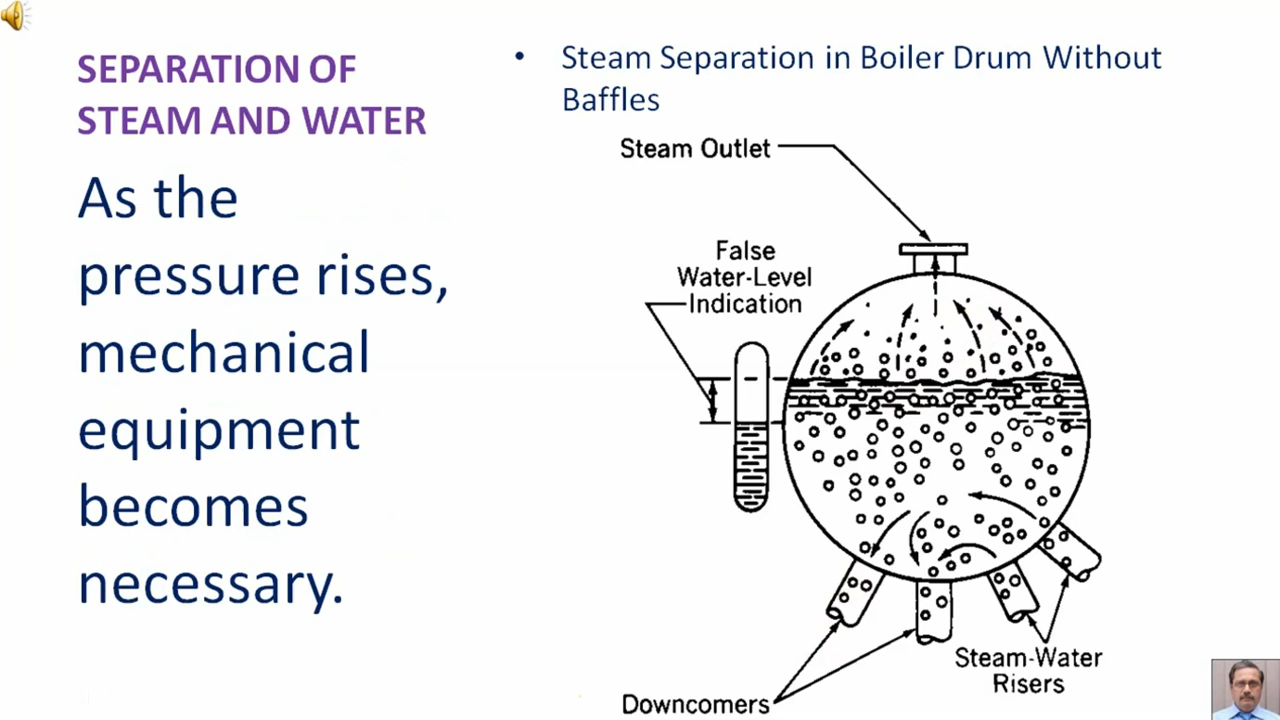 SEPARATION OF
STEAM AND WATER
As the
pressure rises,
mechanical
equipment
becomes
necessary.
• Steam Separation in Boiler Drum Without
Baffles
Steam Outlet
False
Water-Level
Indication
Steam-Water
Risers
Downcomers